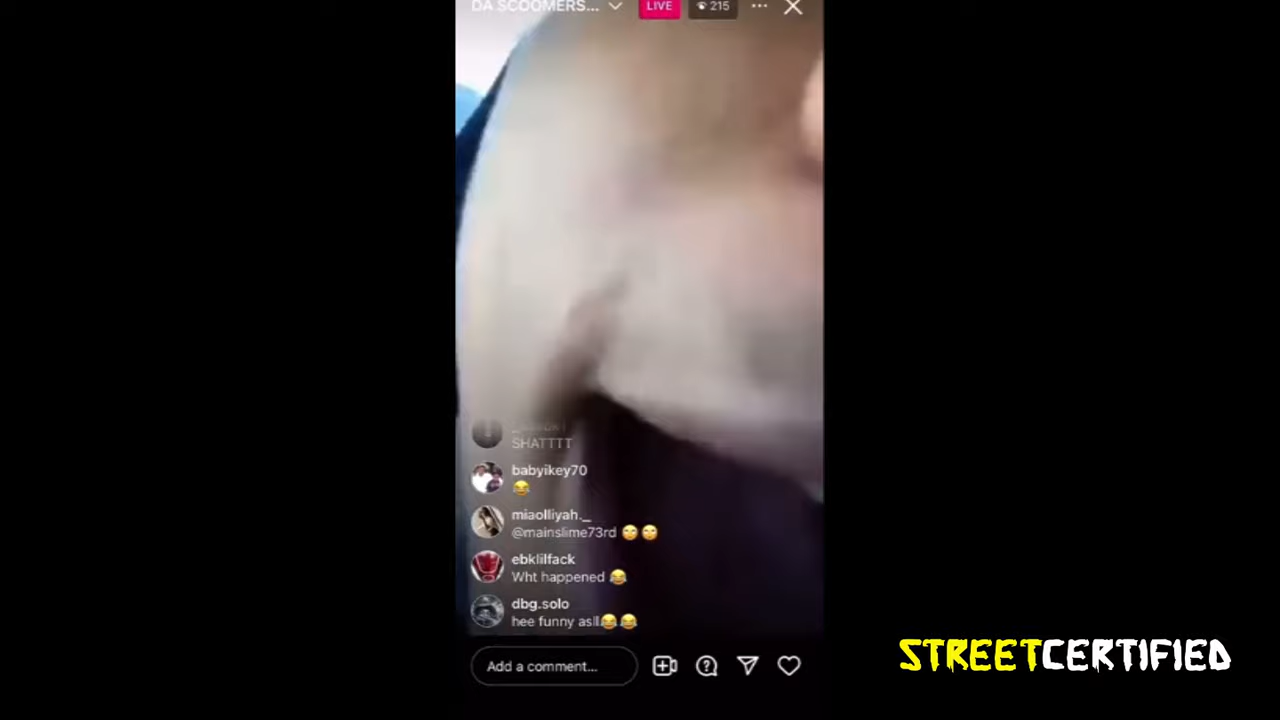 DA SCOOMERS...
LIVE
215
SHATTTT
babyikey70
😂
miaolliyah._
@mainslime73rd 😁😁
ebklilfack
Wht happened 😂
dbg.solo
hee funny asll😂😂
Add a comment...
STREETCERTIFIED